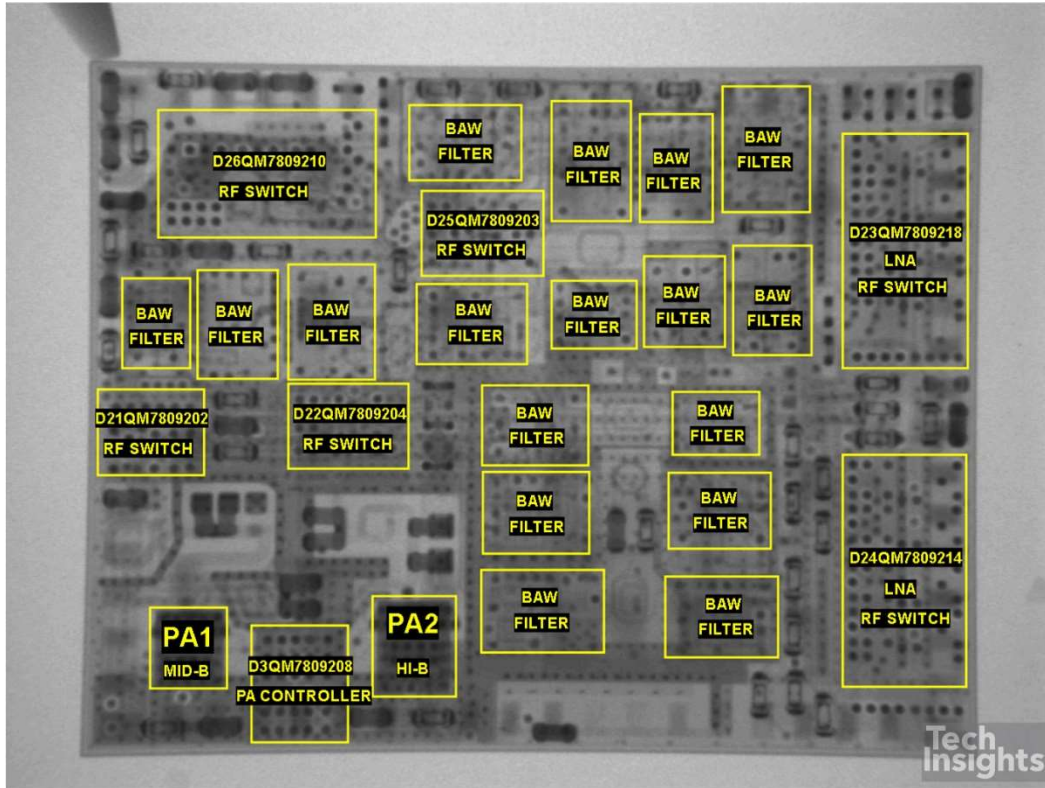 D26QM7809210
RF SWITCH
BAW
FILTER
BAW
FILTER
BAW
FILTER
BAW
FILTER
D25QM7809203
RF SWITCH
D23QM7809218
LNA
RF SWITCH
BAW
FILTER
BAW
FILTER
BAW
FILTER
BAW
FILTER
BAW
FILTER
BAW
FILTER
BAW
FILTER
D21QM7809202
RF SWITCH
D22QM7809204
RF SWITCH
BAW
FILTER
BAW
FILTER
BAW
FILTER
BAW
FILTER
D24QM7809214
LNA
RF SWITCH
BAW
FILTER
BAW
FILTER
PA1
MID-B
D3QM7809208
PA CONTROLLER
PA2
HI-B
Tech
Insights